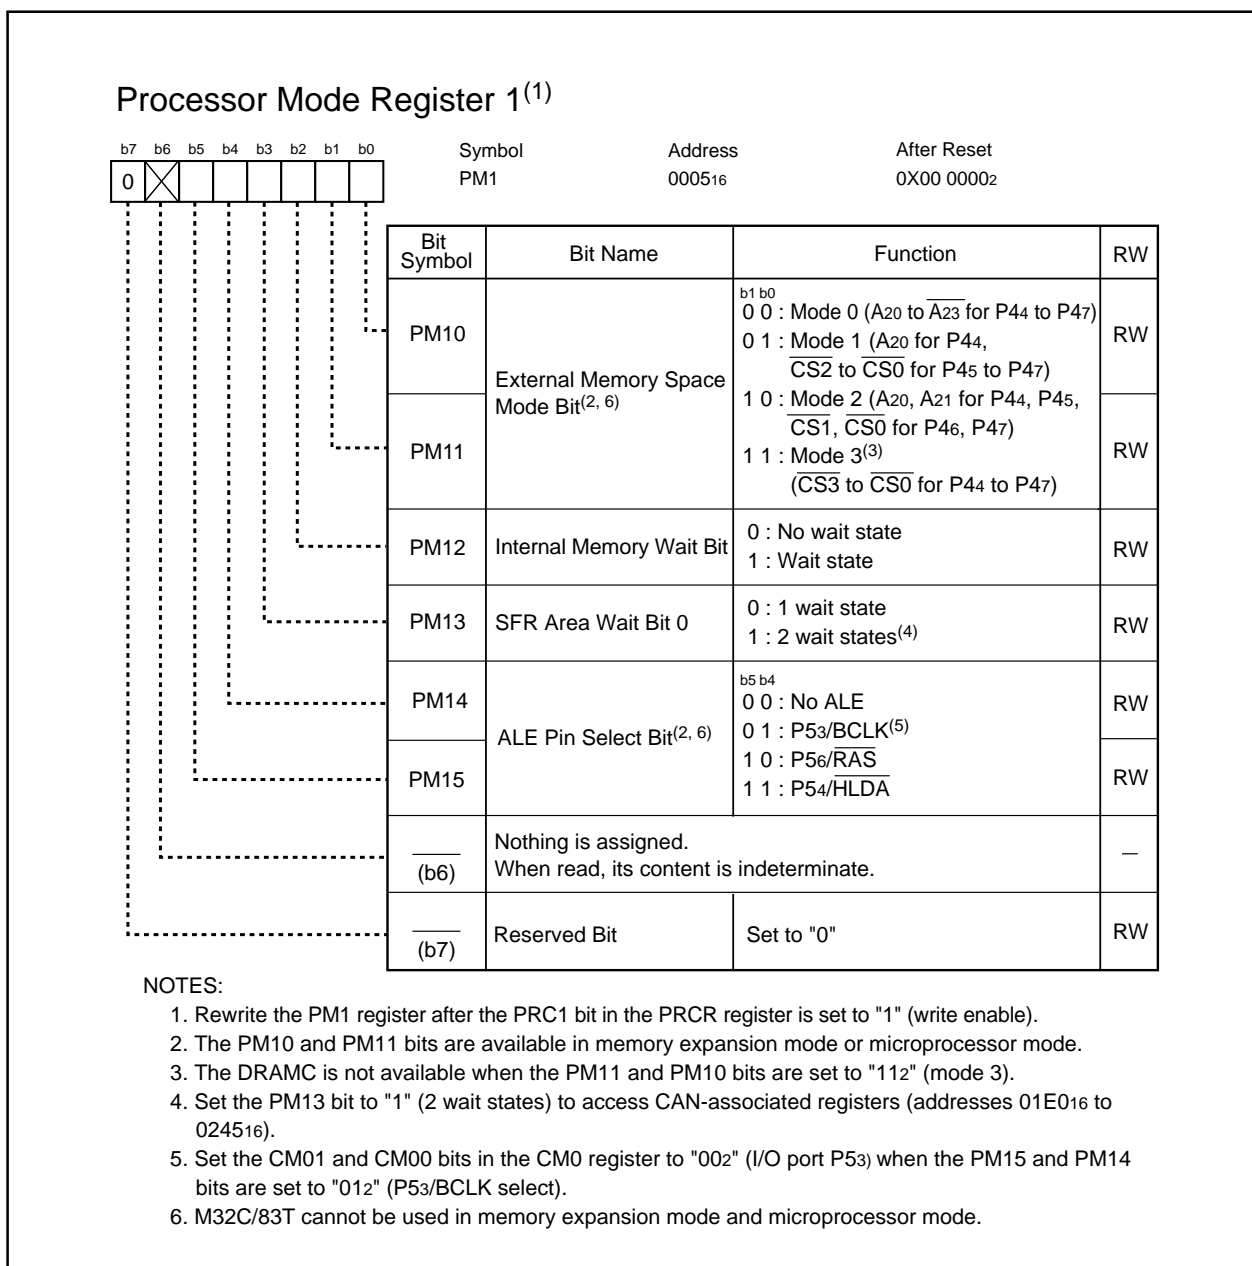 Processor Mode Register 1(1)
b7 b6 b5 b4 b3 b2 b1 b0
Symbol Address After Reset
0
PM1 000516 0X00 00002
Bit Symbol Bit Name Function RW
PM10
External Memory Space
Mode Bit(2, 6)
b1 b0
0 0 : Mode 0 (A20 to A̅2̅3̅ for P44 to P47)
0 1 : Mode 1 (A20 for P44,
C̅S̅2̅ to C̅S̅0̅ for P45 to P47)
RW
PM11
1 0 : Mode 2 (A20, A21 for P44, P45,
C̅S̅1̅, C̅S̅0̅ for P46, P47)
1 1 : Mode 3(3)
(C̅S̅3̅ to C̅S̅0̅ for P44 to P47)
RW
PM12 Internal Memory Wait Bit
0 : No wait state
1 : Wait state
RW
PM13 SFR Area Wait Bit 0
0 : 1 wait state
1 : 2 wait states(4)
RW
PM14
ALE Pin Select Bit(2, 6)
b5 b4
0 0 : No ALE
0 1 : P53/BCLK(5)
RW
PM15
1 0 : P56/R̅A̅S̅
1 1 : P54/H̅L̅D̅A̅
RW
(b6)
Nothing is assigned.
When read, its content is indeterminate.
—
(b7)
Reserved Bit Set to "0" RW
NOTES:
1. Rewrite the PM1 register after the PRC1 bit in the PRCR register is set to "1" (write enable).
2. The PM10 and PM11 bits are available in memory expansion mode or microprocessor mode.
3. The DRAMC is not available when the PM11 and PM10 bits are set to "112" (mode 3).
4. Set the PM13 bit to "1" (2 wait states) to access CAN-associated registers (addresses 01E016 to
024516).
5. Set the CM01 and CM00 bits in the CM0 register to "002" (I/O port P53) when the PM15 and PM14
bits are set to "012" (P53/BCLK select).
6. M32C/83T cannot be used in memory expansion mode and microprocessor mode.